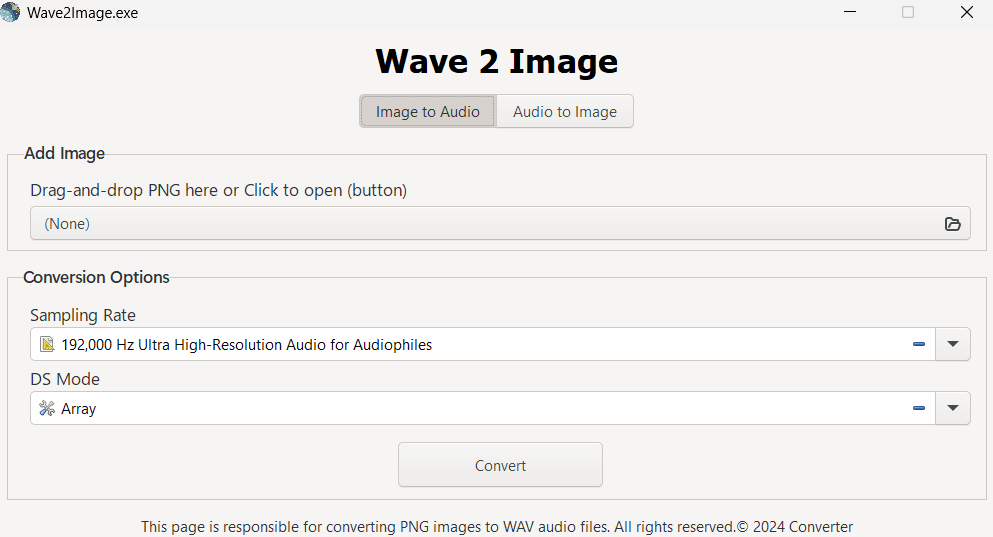 Wave2Image.exe
Wave 2 Image
Image to Audio Audio to Image
Add Image
Drag-and-drop PNG here or Click to open (button)
(None)
Conversion Options
Sampling Rate
192,000 Hz Ultra High-Resolution Audio for Audiophiles
DS Mode
Array
Convert
This page is responsible for converting PNG images to WAV audio files. All rights reserved.© 2024 Converter